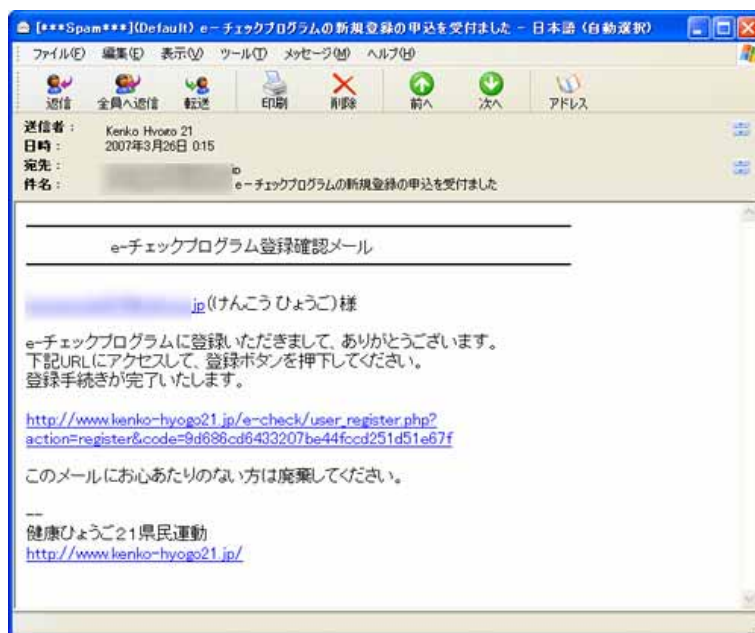 [***Spam***](Default) e－チェックプログラムの新規登録の申込を受付ました - 日本語 (自動選択)
ファイル(F) 編集(E) 表示(V) ツール(T) メッセージ(M) ヘルプ(H)
返信 全員へ返信 転送 印刷 削除 前へ 次へ アドレス
送信者： Kenko Hyogo 21
日時： 2007年3月26日 0:15
宛先： jp
件名： e－チェックプログラムの新規登録の申込を受付ました
e-チェックプログラム登録確認メール
jp((けんこう ひょうご)様
e-チェックプログラムに登録いただきまして、ありがとうございます。
下記URLにアクセスして、登録ボタンを押下してください。
登録手続きが完了いたします。
http://www.kenko-hyogo21.jp/e-check/user_register.php?
action=register&code=9d686cd6433207be44fccd251d51e67f
このメールにお心あたりのない方は廃棄してください。
--
健康ひょうご21県民運動
http://www.kenko-hyogo21.jp/